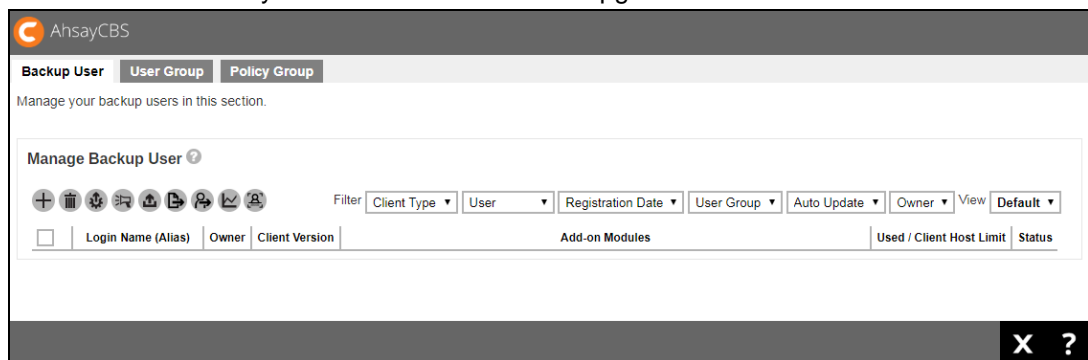 AhsayCBS
Backup User User Group Policy Group
Manage your backup users in this section.
Manage Backup User ?
Filter Client Type User Registration Date User Group Auto Update Owner View Default
Login Name (Alias) Owner Client Version Add-on Modules Used / Client Host Limit Status
X ?